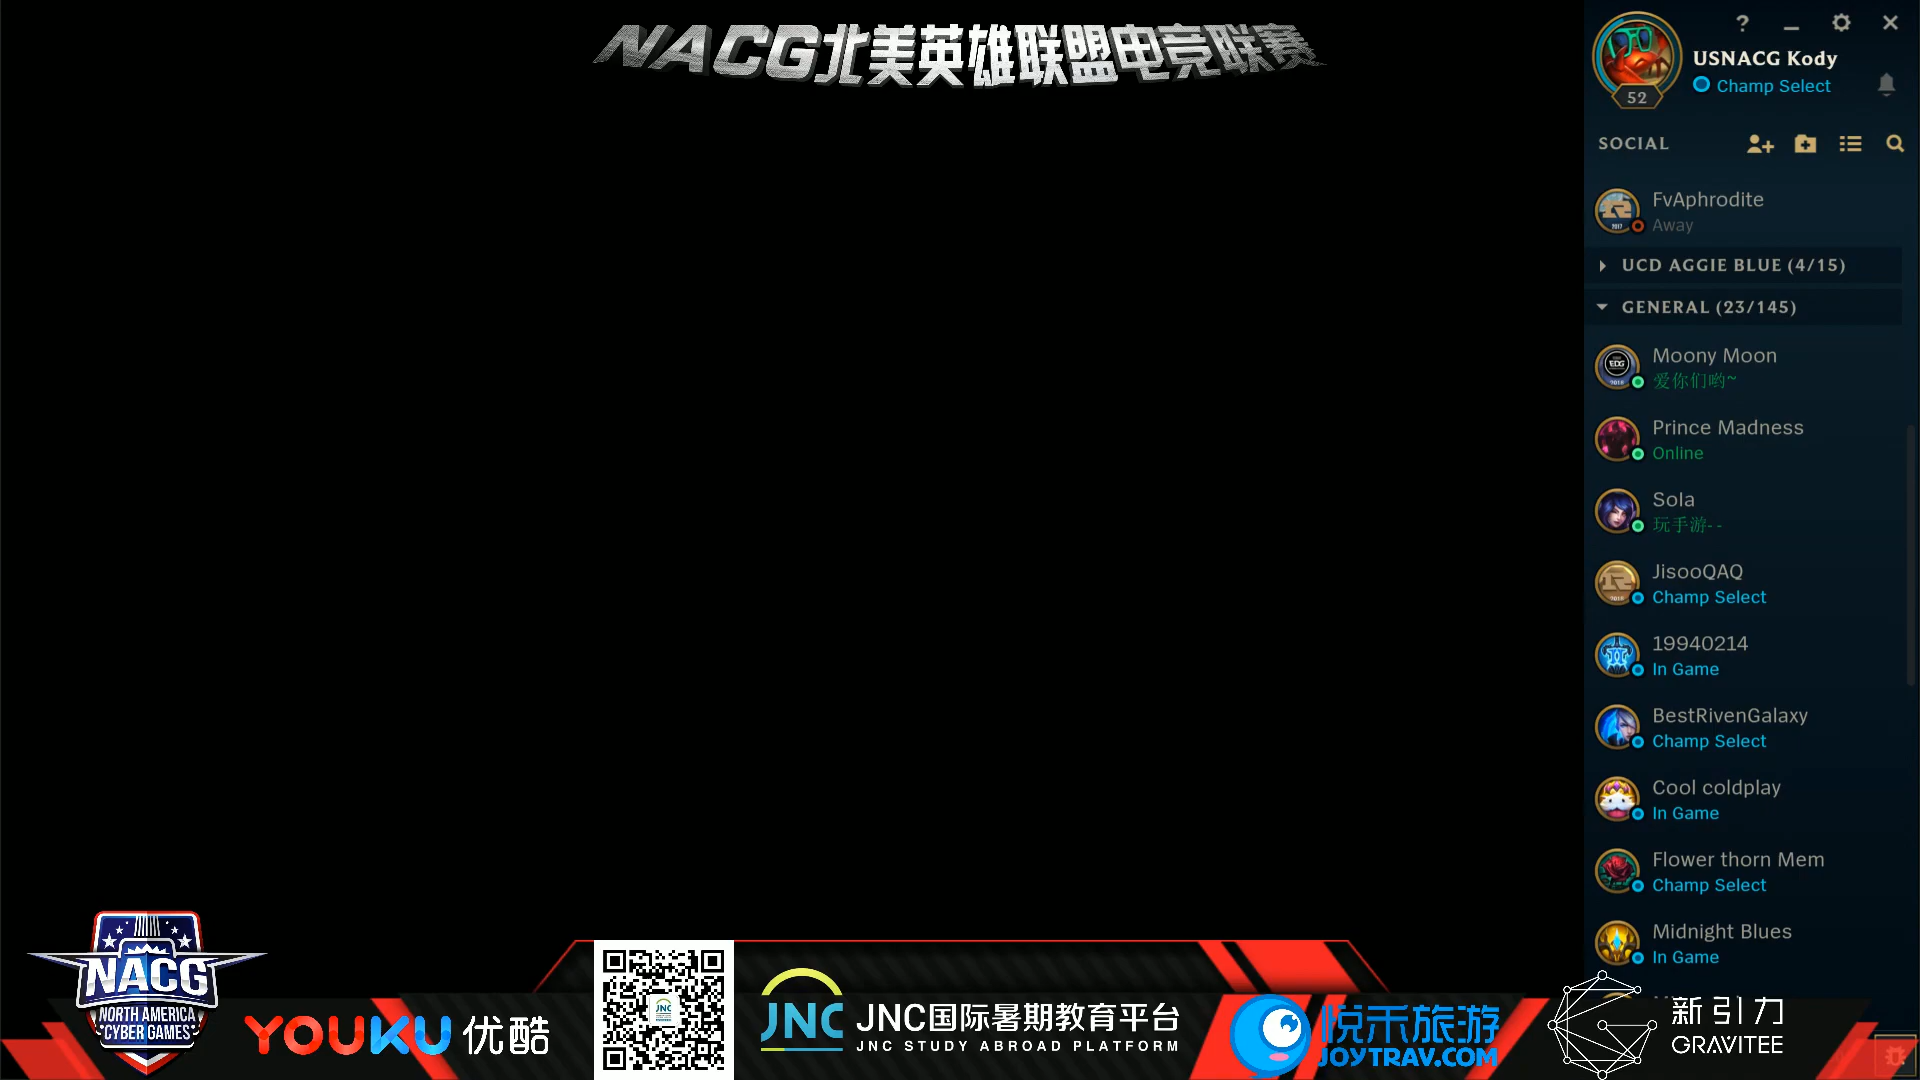 NACG北美英雄联盟电竞联赛
USNACG Kody
Champ Select
52
SOCIAL
FvAphrodite
Away
UCD AGGIE BLUE (4/15)
GENERAL (23/145)
Moony Moon
爱你们哟~
Prince Madness
Online
Sola
玩手游--
JisooQAQ
Champ Select
19940214
In Game
BestRivenGalaxy
Champ Select
Cool coldplay
In Game
Flower thorn Mem
Champ Select
Midnight Blues
In Game
NACG
NORTH AMERICA
CYBER GAMES
YOUKU 优酷
JNC
JNC国际暑期教育平台
JNC STUDY ABROAD PLATFORM
悦禾旅游
JOYTRAV.COM
新引力
GRAVITEE